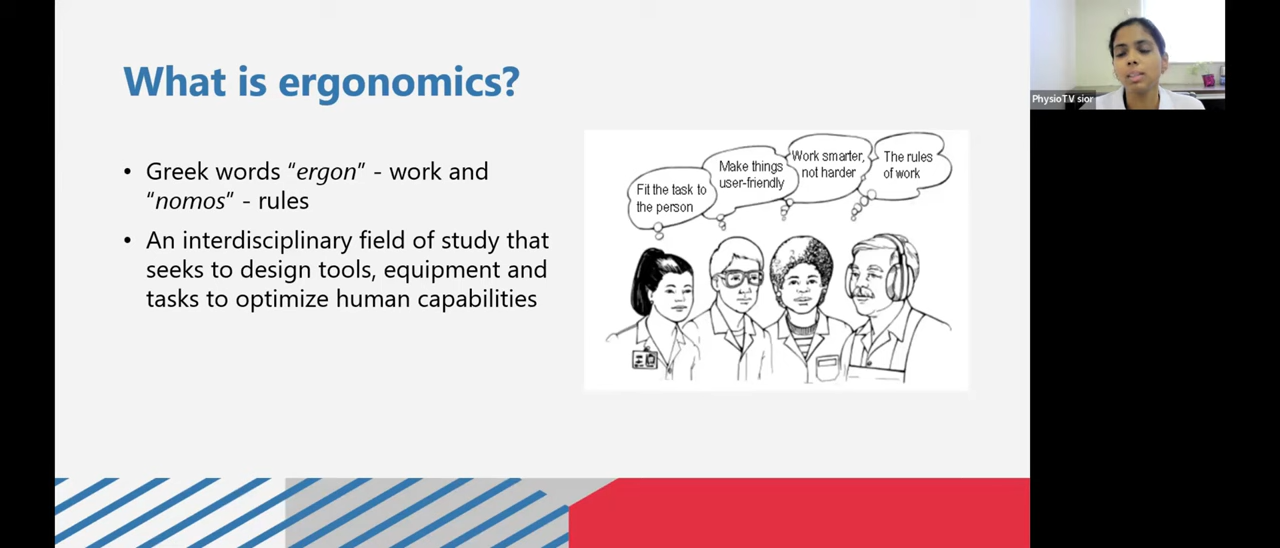 What is ergonomics?
• Greek words “ergon” - work and
“nomos” - rules
• An interdisciplinary field of study that
seeks to design tools, equipment and
tasks to optimize human capabilities
Fit the task to
the person
Make things
user-friendly
Work smarter,
not harder
The rules
of work
PhysioTV sior